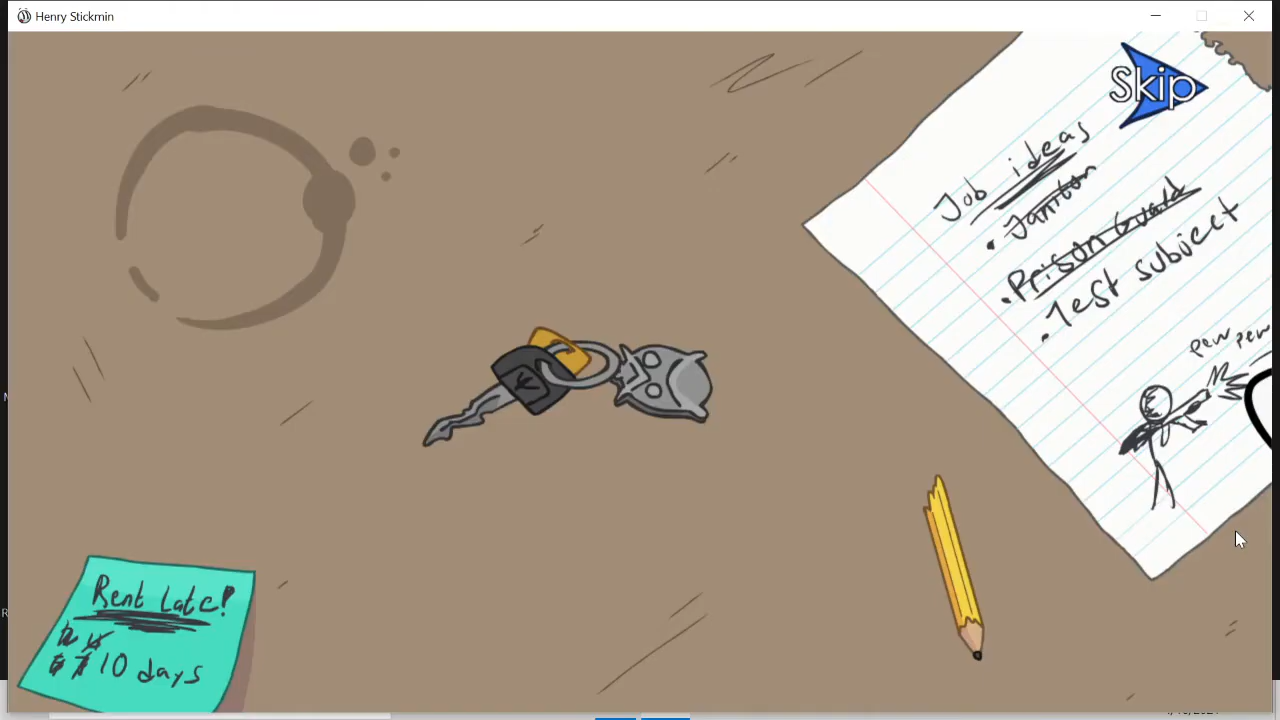 Henry Stickmin
Skip
Job ideas
• Janitor
• Prison Guard
• Test subject
pew pew
Rent Late!
10 days